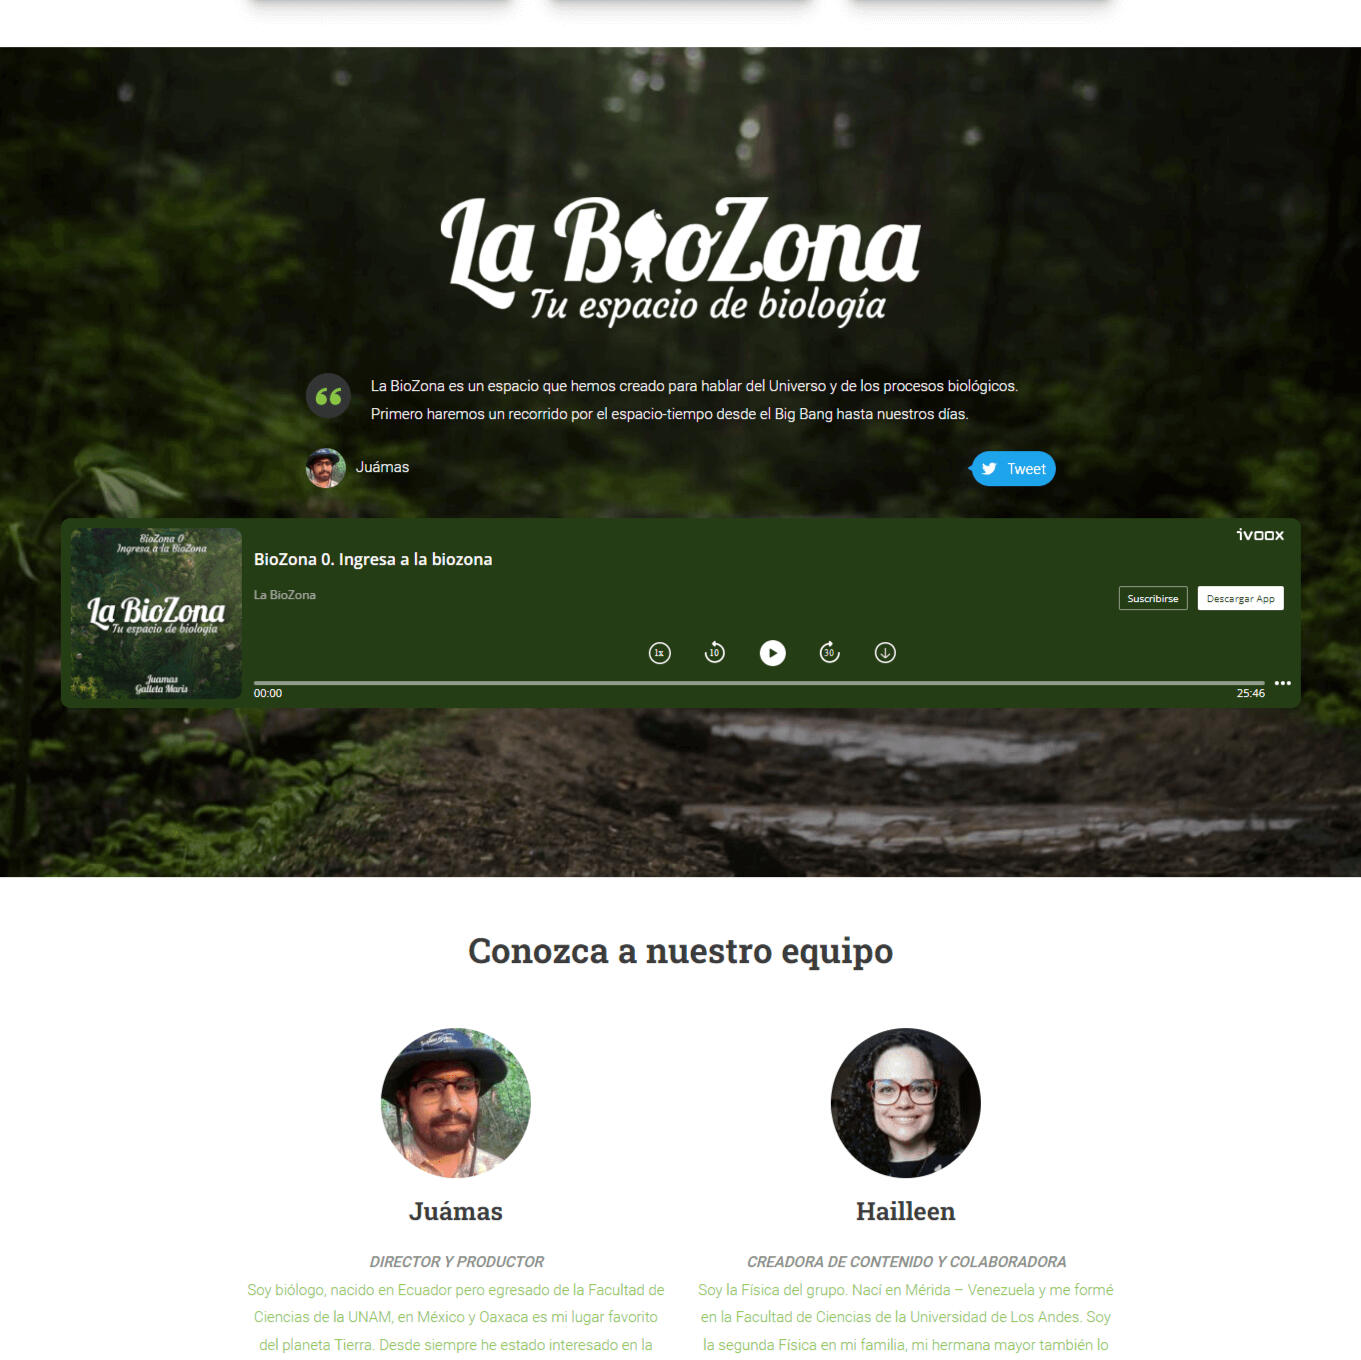 La BioZona
Tu espacio de biología
La BioZona es un espacio que hemos creado para hablar del Universo y de los procesos biológicos.
Primero haremos un recorrido por el espacio-tiempo desde el Big Bang hasta nuestros días.
Juámas
Tweet
BioZona 0
Ingresa a la BioZona
La BioZona
Tu espacio de biología
Juamas
Galleta Maris
ivoox
BioZona 0. Ingresa a la biozona
La BioZona
Suscribirse
Descargar App
1x
10
30
00:00
25:46
Conozca a nuestro equipo
Juámas
DIRECTOR Y PRODUCTOR
Soy biólogo, nacido en Ecuador pero egresado de la Facultad de
Ciencias de la UNAM, en México y Oaxaca es mi lugar favorito
del planeta Tierra. Desde siempre he estado interesado en la
Hailleen
CREADORA DE CONTENIDO Y COLABORADORA
Soy la Física del grupo. Nací en Mérida – Venezuela y me formé
en la Facultad de Ciencias de la Universidad de Los Andes. Soy
la segunda Física en mi familia, mi hermana mayor también lo